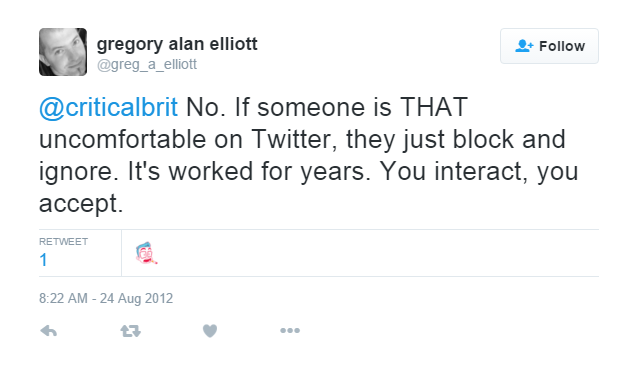 gregory alan elliott
@greg_a_elliott
Follow
@criticalbrit No. If someone is THAT
uncomfortable on Twitter, they just block and
ignore. It's worked for years. You interact, you
accept.
RETWEET
1
8:22 AM - 24 Aug 2012